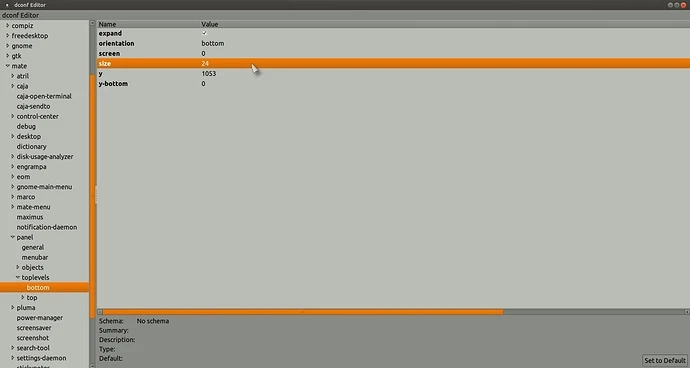 dconf Editor
dconf Editor
compiz
freedesktop
gnome
gtk
mate
atril
caja
caja-open-terminal
caja-sendto
control-center
debug
desktop
dictionary
disk-usage-analyzer
engrampa
eom
gnome-main-menu
marco
mate-menu
maximus
notification-daemon
panel
general
menubar
objects
toplevels
bottom
top
pluma
power-manager
screensaver
screenshot
search-tool
settings-daemon
Name Value
expand
orientation bottom
screen 0
size 24
y 1053
y-bottom 0
Schema: No schema
Summary:
Description:
Type:
Default:
Set to Default